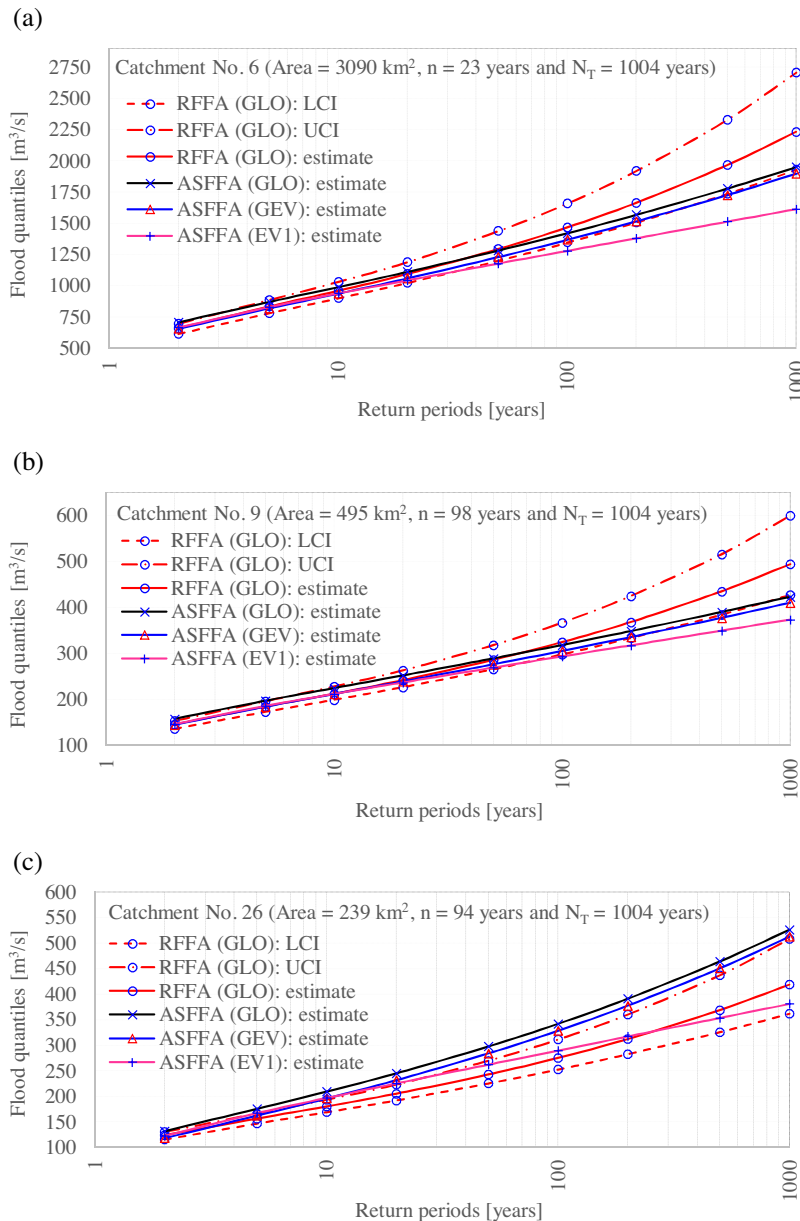 (a)
Catchment No. 6 (Area = 3090 km², n = 23 years and N_T = 1004 years)
RFFA (GLO): LCI
RFFA (GLO): UCI
RFFA (GLO): estimate
ASFFA (GLO): estimate
ASFFA (GEV): estimate
ASFFA (EV1): estimate
Flood quantiles [m³/s]
2750
2500
2250
2000
1750
1500
1250
1000
750
500
1
10
100
1000
Return periods [years]
(b)
Catchment No. 9 (Area = 495 km², n = 98 years and N_T = 1004 years)
RFFA (GLO): LCI
RFFA (GLO): UCI
RFFA (GLO): estimate
ASFFA (GLO): estimate
ASFFA (GEV): estimate
ASFFA (EV1): estimate
Flood quantiles [m³/s]
600
500
400
300
200
100
1
10
100
1000
Return periods [years]
(c)
Catchment No. 26 (Area = 239 km², n = 94 years and N_T = 1004 years)
RFFA (GLO): LCI
RFFA (GLO): UCI
RFFA (GLO): estimate
ASFFA (GLO): estimate
ASFFA (GEV): estimate
ASFFA (EV1): estimate
Flood quantiles [m³/s]
600
550
500
450
400
350
300
250
200
150
100
1
10
100
1000
Return periods [years]